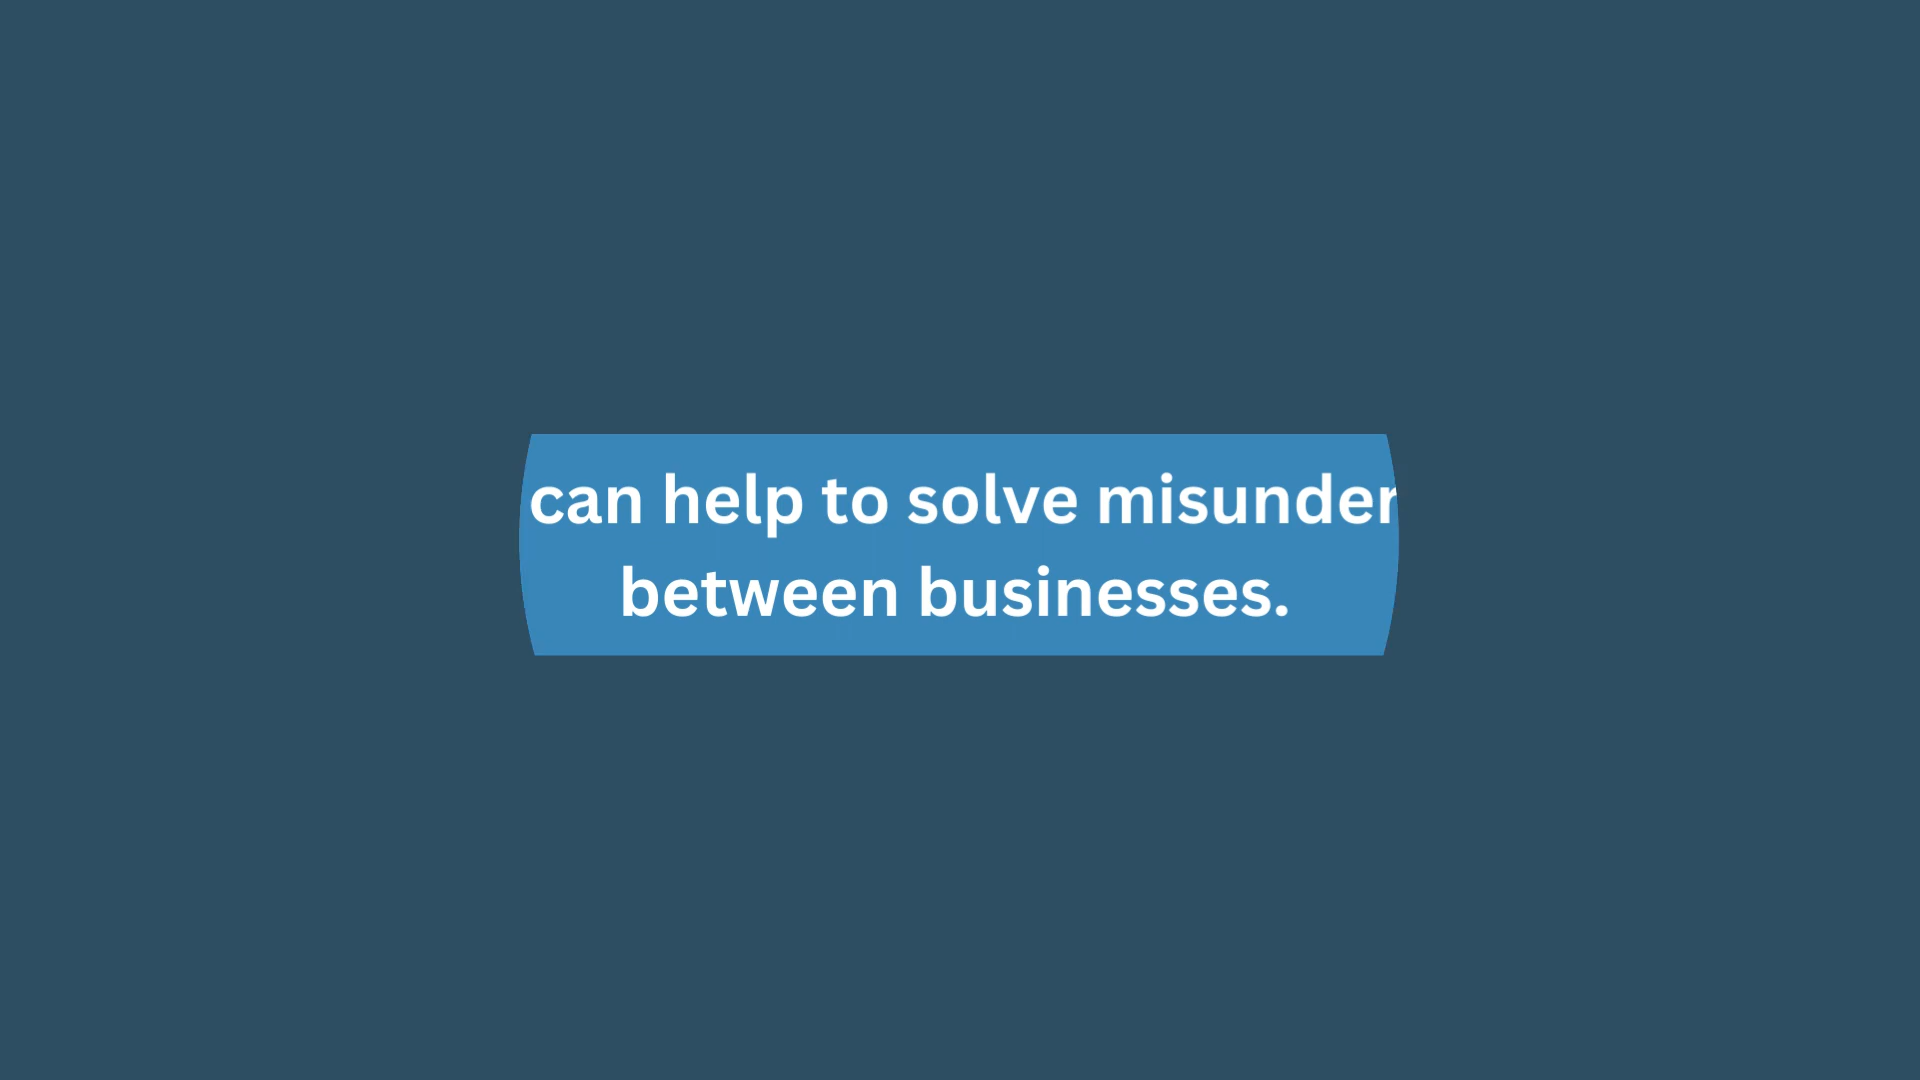 can help to solve misunder
between businesses.